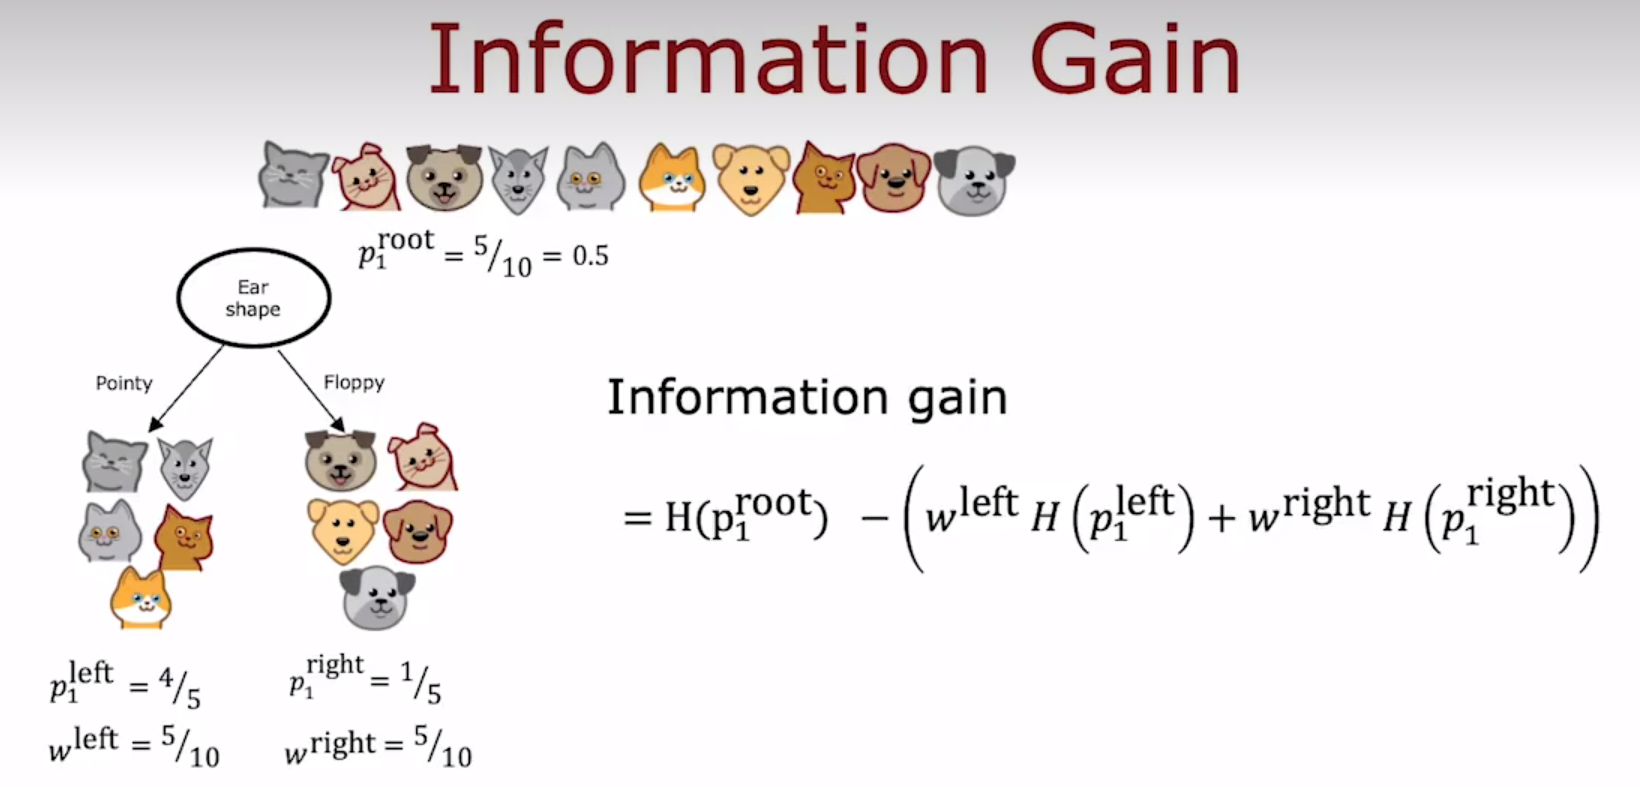 Information Gain
p₁^root = 5/10 = 0.5
Ear
shape
Pointy
Floppy
Information gain
= H(p₁^root) − (w^left H(p₁^left) + w^right H(p₁^right))
p₁^left = 4/5
p₁^right = 1/5
w^left = 5/10
w^right = 5/10